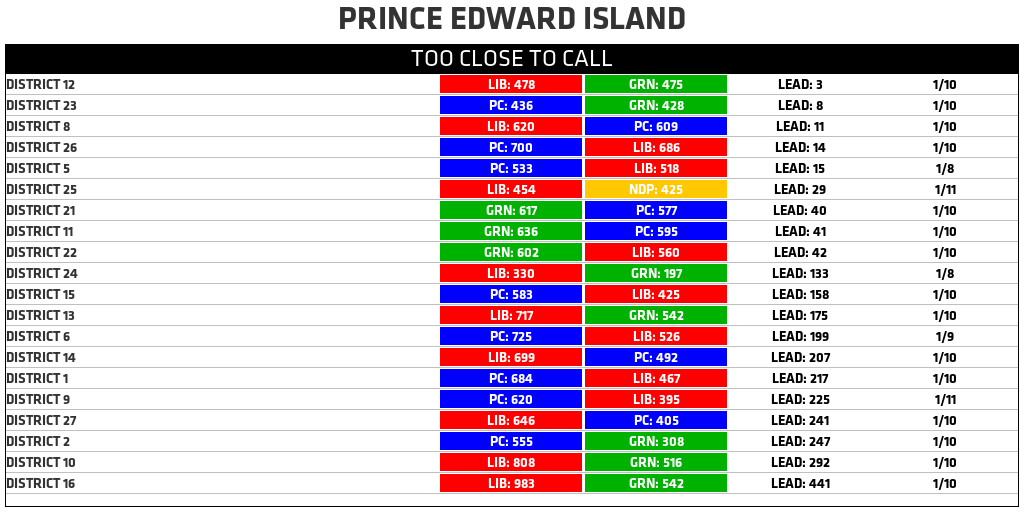 PRINCE EDWARD ISLAND
TOO CLOSE TO CALL
DISTRICT 12 LIB: 478 GRN: 475 LEAD: 3 1/10
DISTRICT 23 PC: 436 GRN: 428 LEAD: 8 1/10
DISTRICT 8 LIB: 620 PC: 609 LEAD: 11 1/10
DISTRICT 26 PC: 700 LIB: 686 LEAD: 14 1/10
DISTRICT 5 PC: 533 LIB: 518 LEAD: 15 1/8
DISTRICT 25 LIB: 454 NDP: 425 LEAD: 29 1/11
DISTRICT 21 GRN: 617 PC: 577 LEAD: 40 1/10
DISTRICT 11 GRN: 636 PC: 595 LEAD: 41 1/10
DISTRICT 22 GRN: 602 LIB: 560 LEAD: 42 1/10
DISTRICT 24 LIB: 330 GRN: 197 LEAD: 133 1/8
DISTRICT 15 PC: 583 LIB: 425 LEAD: 158 1/10
DISTRICT 13 LIB: 717 GRN: 542 LEAD: 175 1/10
DISTRICT 6 PC: 725 LIB: 526 LEAD: 199 1/9
DISTRICT 14 LIB: 699 PC: 492 LEAD: 207 1/10
DISTRICT 1 PC: 684 LIB: 467 LEAD: 217 1/10
DISTRICT 9 PC: 620 LIB: 395 LEAD: 225 1/11
DISTRICT 27 LIB: 646 PC: 405 LEAD: 241 1/10
DISTRICT 2 PC: 555 GRN: 308 LEAD: 247 1/10
DISTRICT 10 LIB: 808 GRN: 516 LEAD: 292 1/10
DISTRICT 16 LIB: 983 GRN: 542 LEAD: 441 1/10